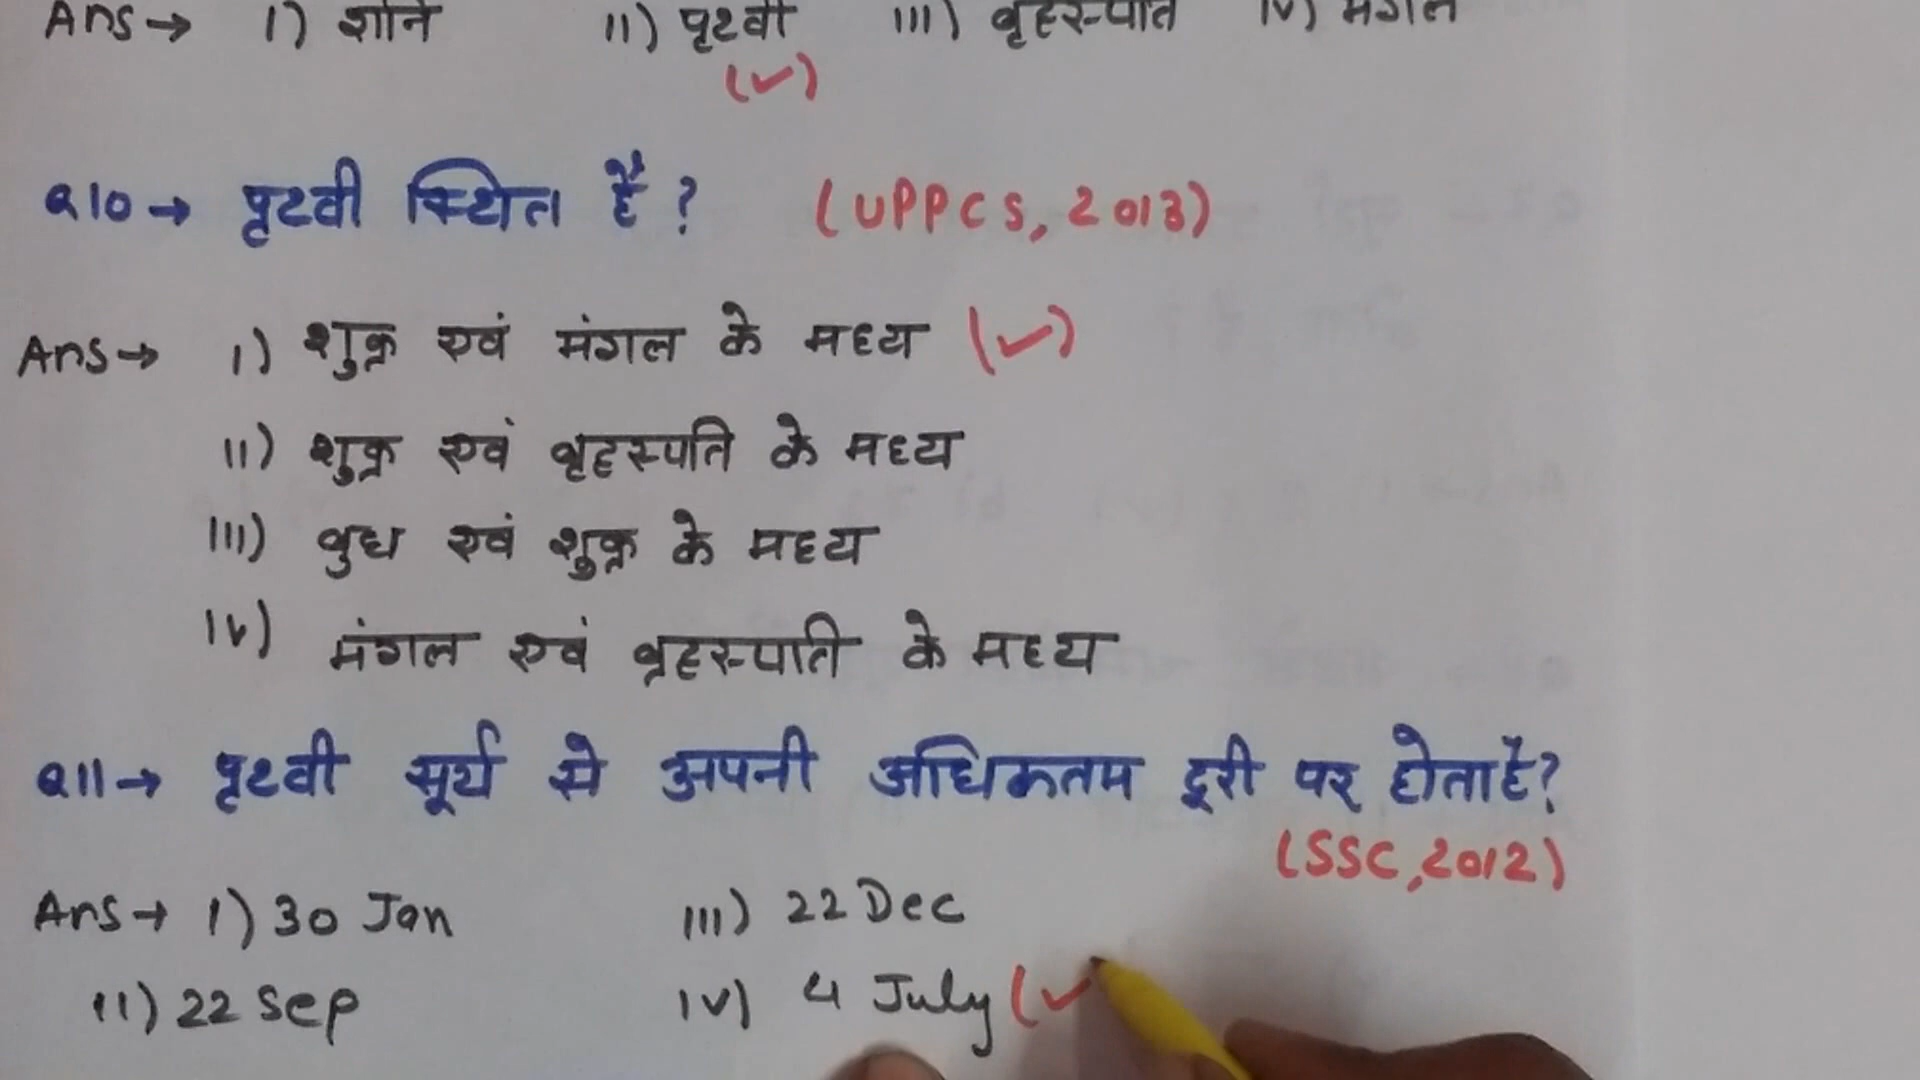 Ans→ i) शनि ii) पृथ्वी iii) बृहस्पति iv) मंगल
(✓)
Q10→ पृथ्वी स्थित है? (UPPCS, 2013)
Ans→ i) शुक्र एवं मंगल के मध्य (✓)
ii) शुक्र एवं बृहस्पति के मध्य
iii) बुध एवं शुक्र के मध्य
iv) मंगल एवं बृहस्पति के मध्य
Q11→ पृथ्वी सूर्य से अपनी अधिकतम दूरी पर होता है?
(SSC, 2012)
Ans→ i) 30 Jan iii) 22 Dec
ii) 22 Sep iv) 4 July (✓